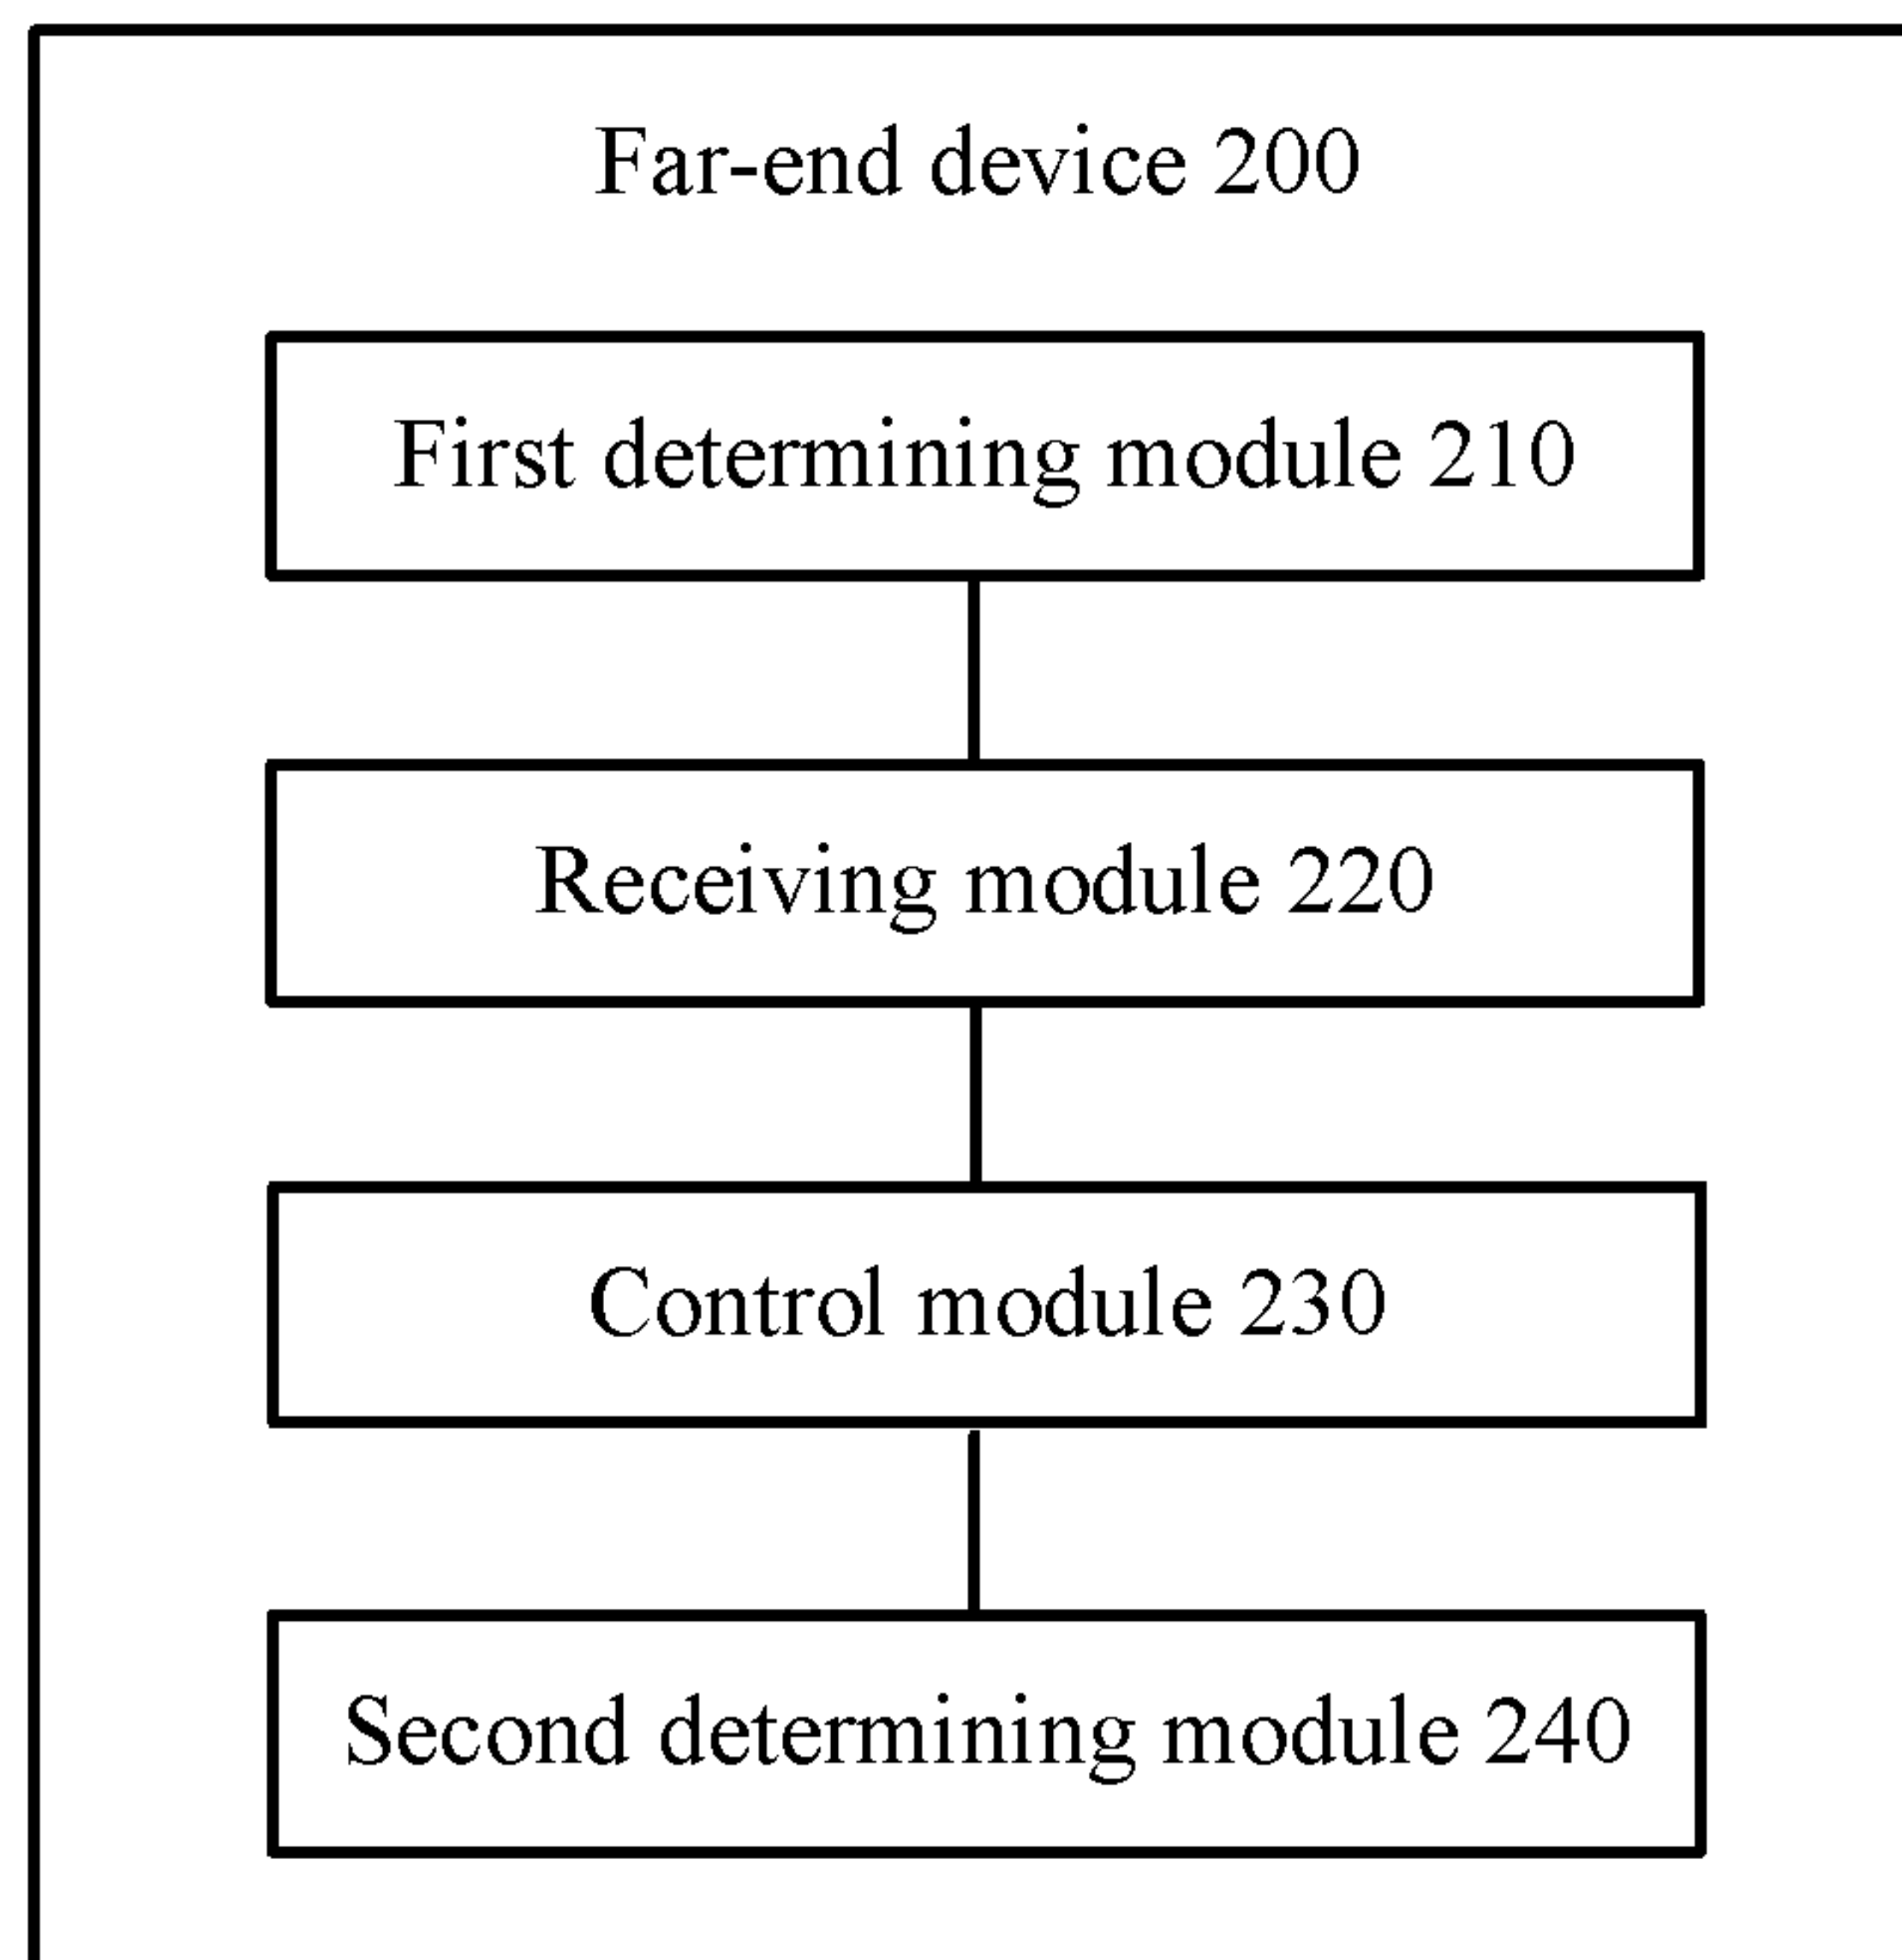 Far-end device 200
First determining module 210
Receiving module 220
Control module 230
Second determining module 240